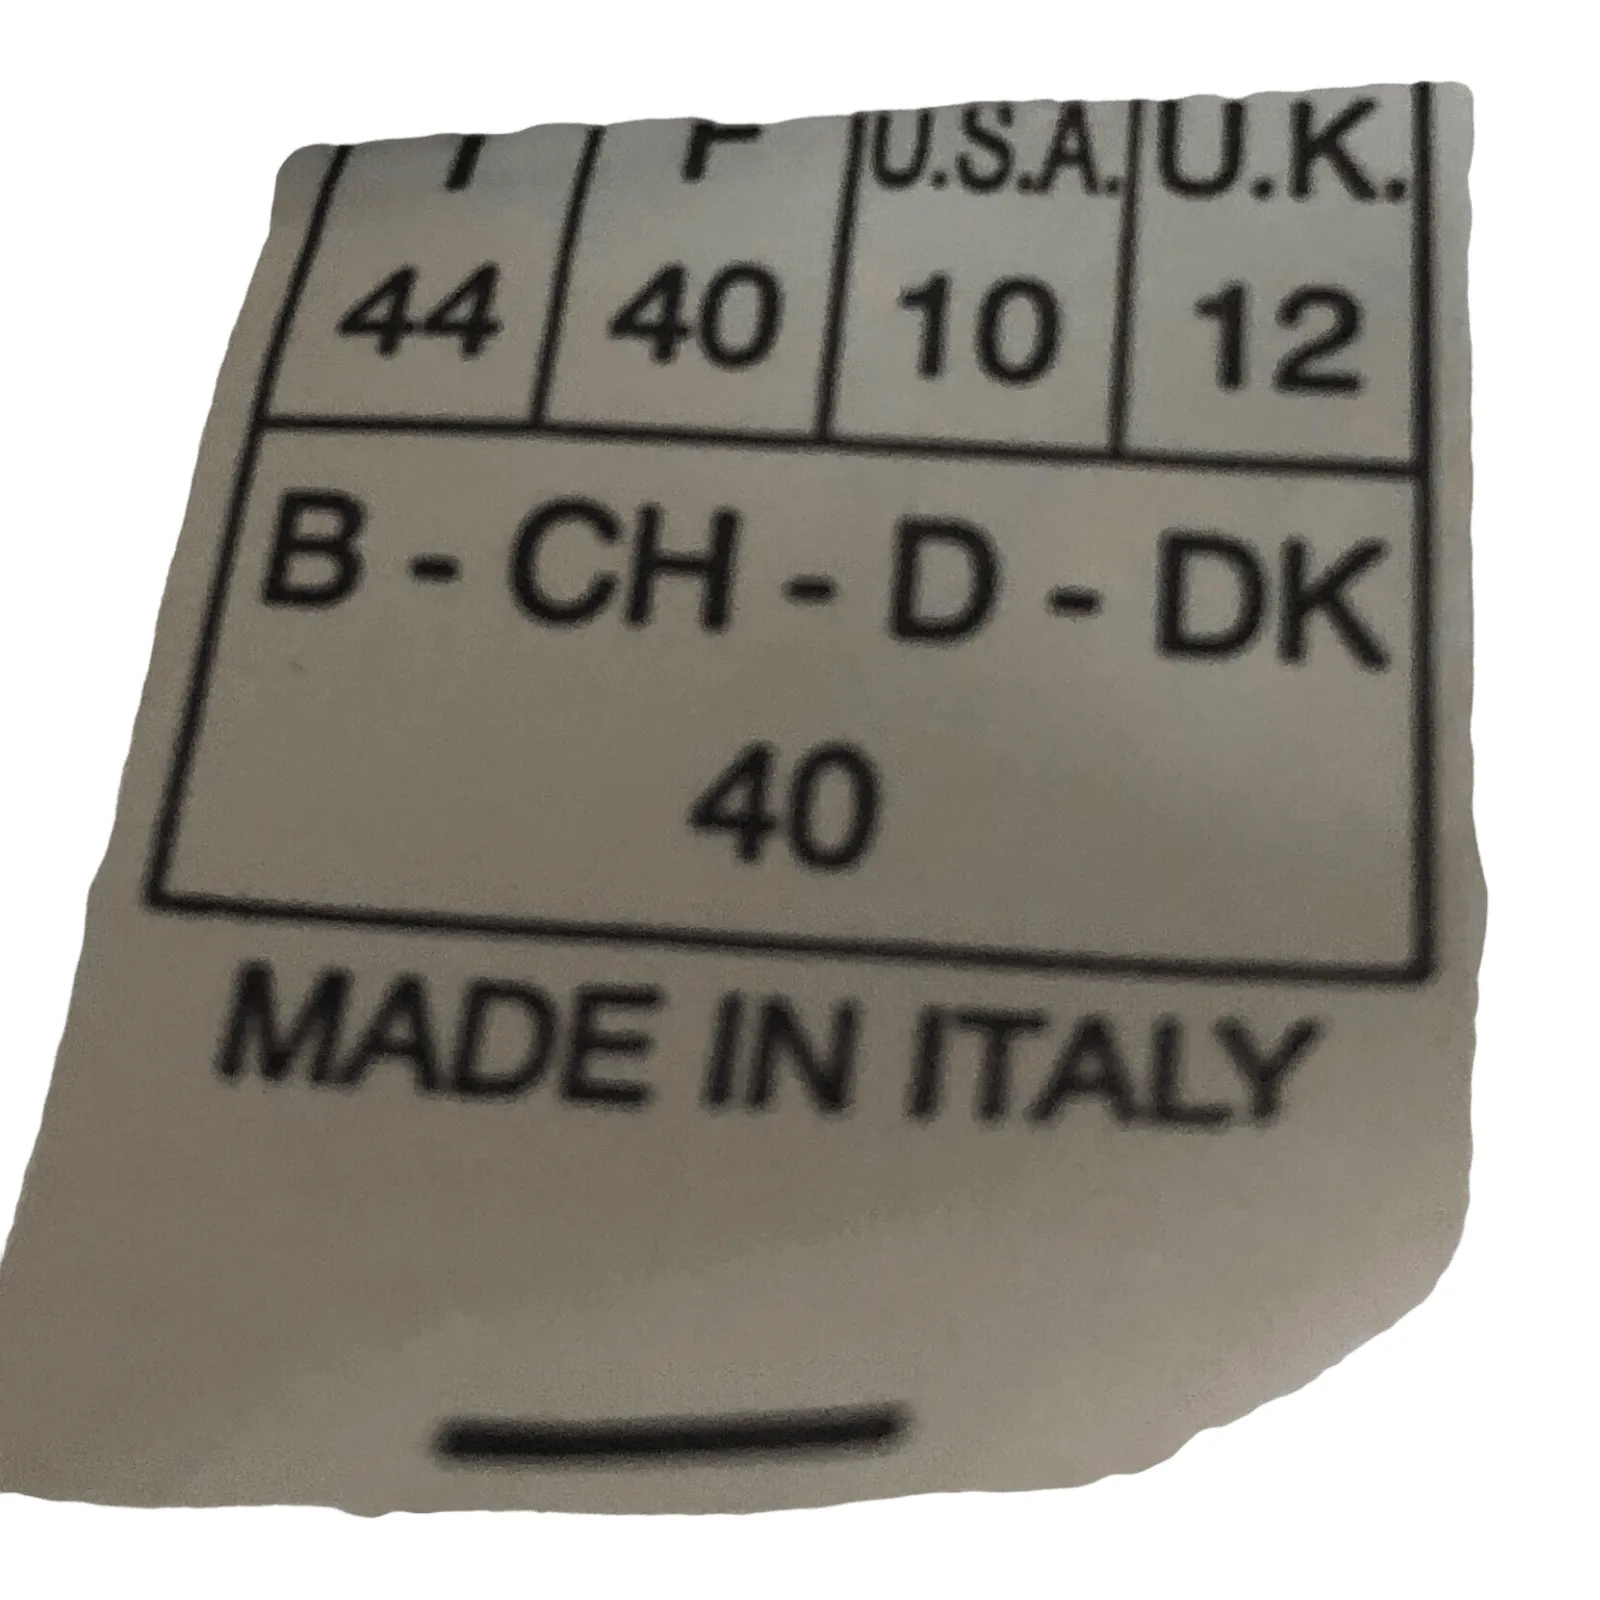 I F U.S.A. U.K.
44 40 10 12
B - CH - D - DK
40
MADE IN ITALY